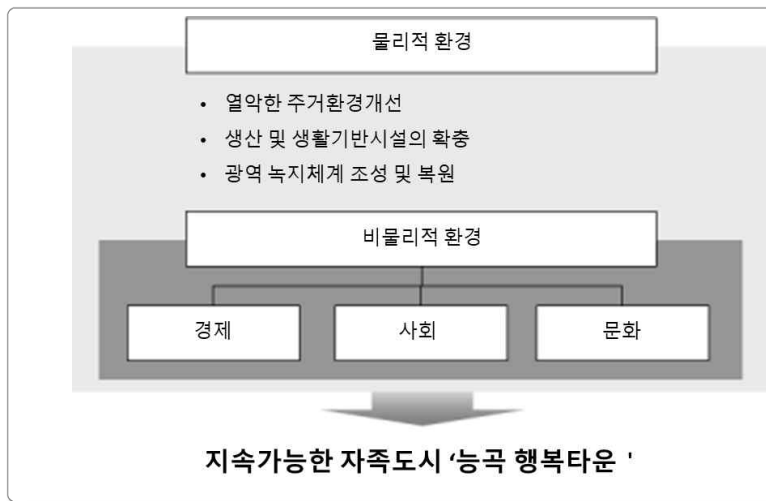 물리적 환경
• 열악한 주거환경개선
• 생산 및 생활기반시설의 확충
• 광역 녹지체계 조성 및 복원
비물리적 환경
경제 사회 문화
지속가능한 자족도시 ‘능곡 행복타운 '